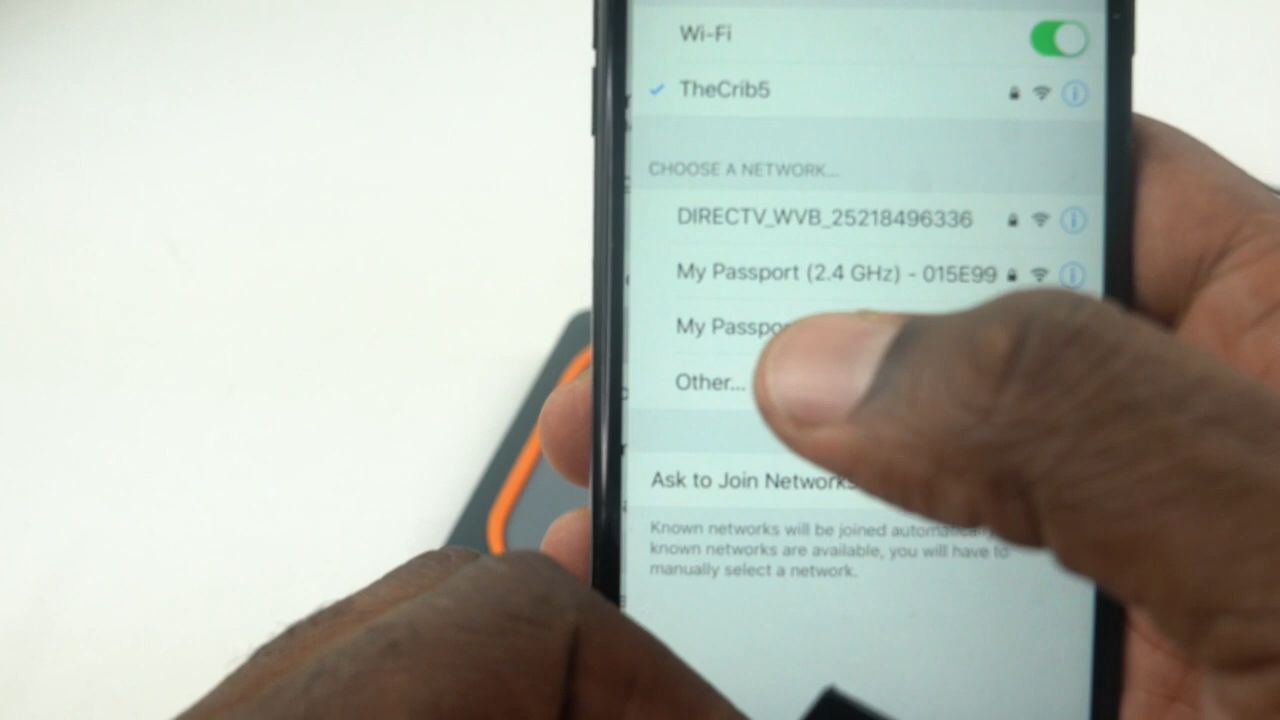 Wi-Fi
TheCrib5
CHOOSE A NETWORK...
DIRECTV_WVB_25218496336
My Passport (2.4 GHz) - 015E99
My
Other...
Ask to Join Networks
Known networks will be joined automatically
known networks are available, you will have to
manually select a network.